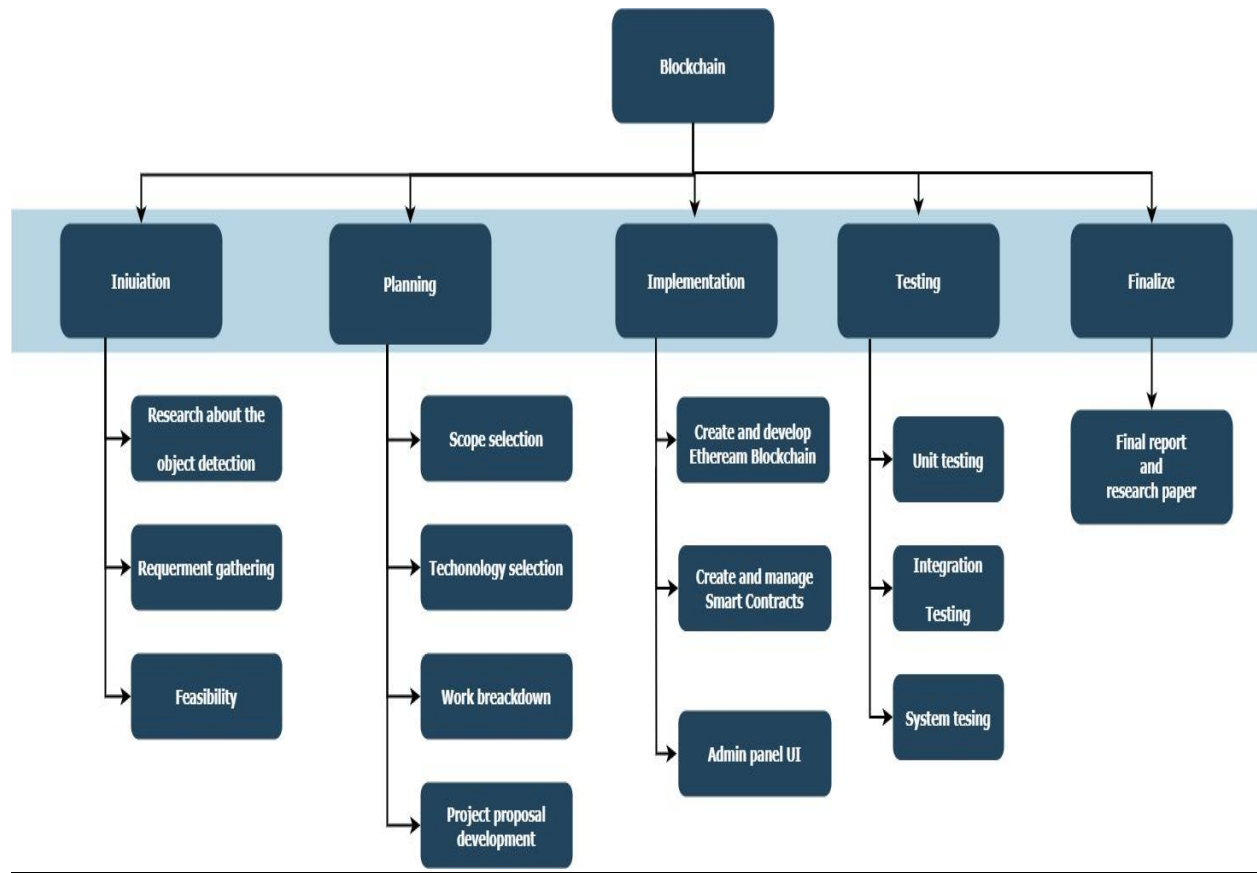 Blockchain
Iniuiation
Planning
Implementation
Testing
Finalize
Research about the
object detection
Requerment gathering
Feasibility
Scope selection
Techonology selection
Work breackdown
Project proposal
development
Create and develop
Etheream Blockchain
Create and manage
Smart Contracts
Admin panel UI
Unit testing
Integration
Testing
System tesing
Final report
and
research paper